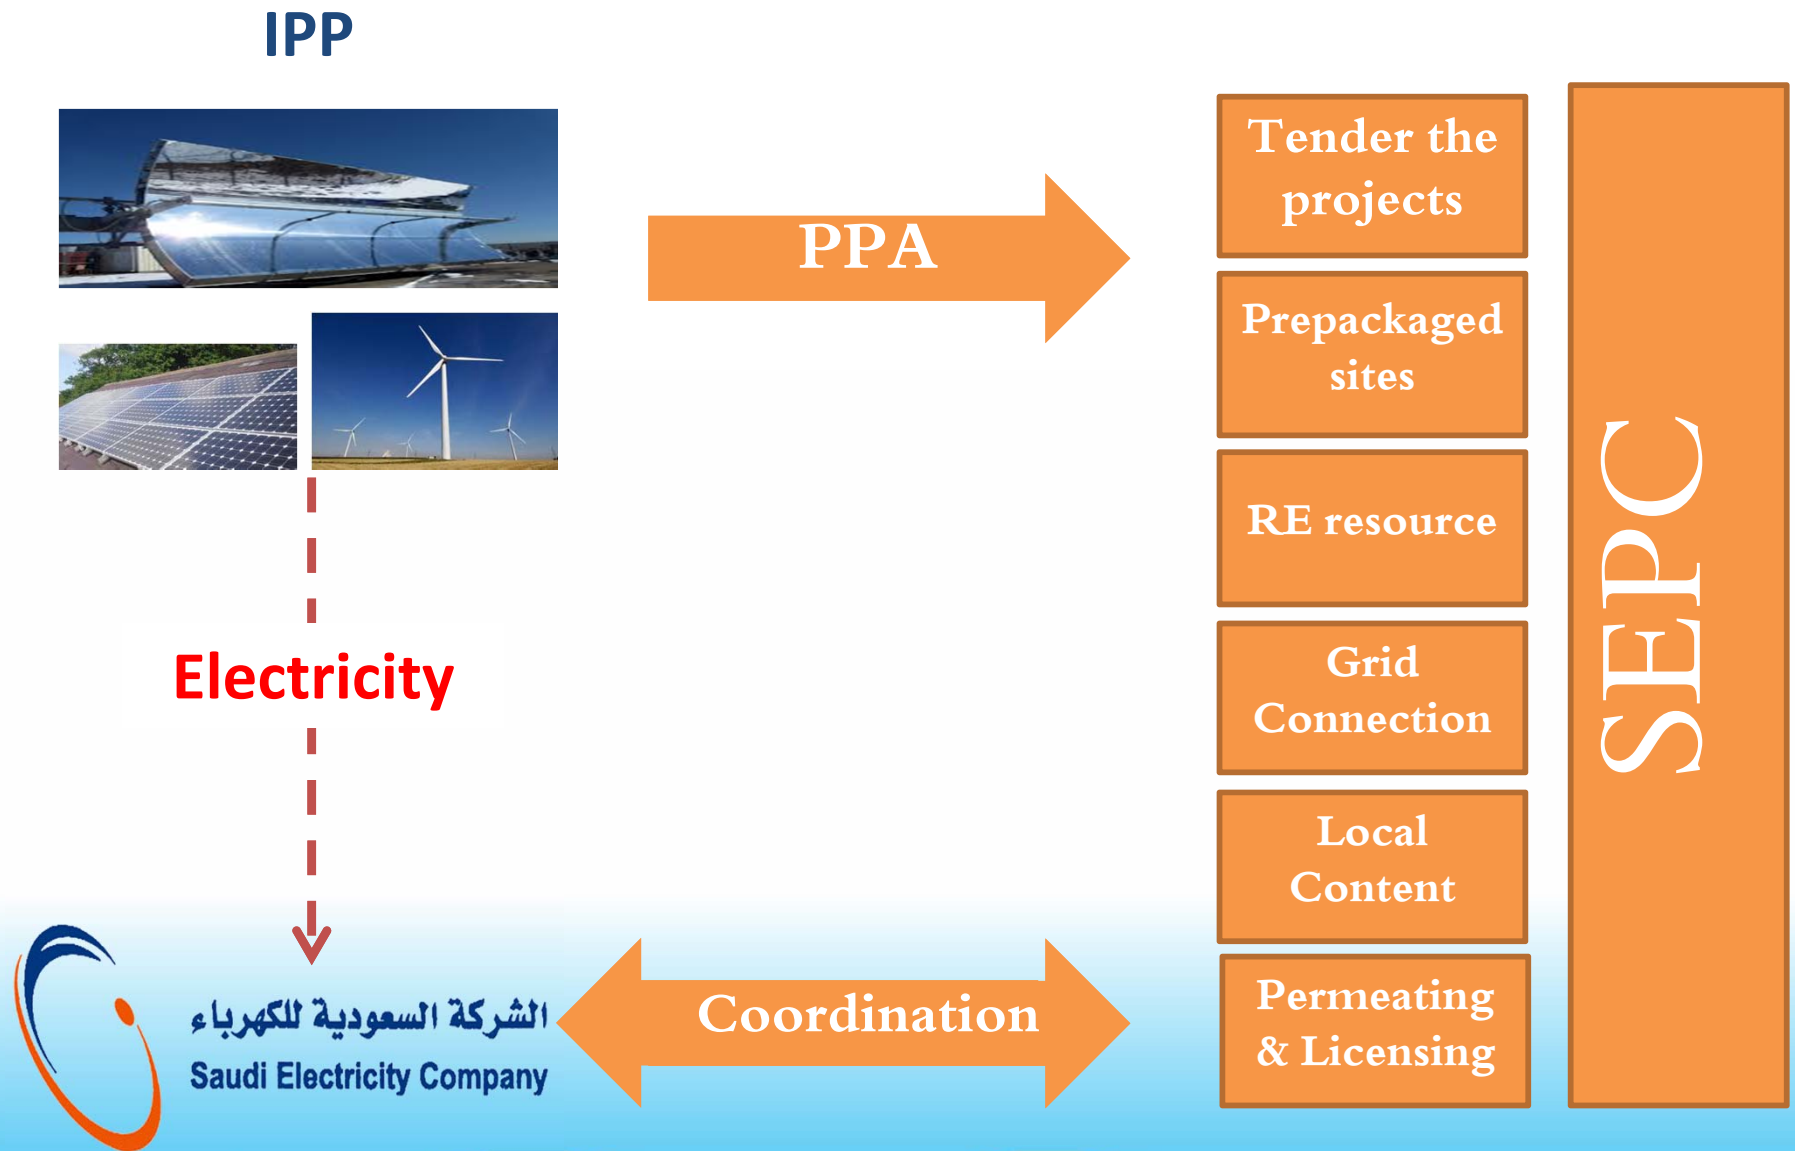 IPP
PPA
Tender the
projects
Prepackaged
sites
RE resource
Grid
Connection
Local
Content
Permeating
& Licensing
SEPC
Electricity
الشركة السعودية للكهرباء
Saudi Electricity Company
Coordination